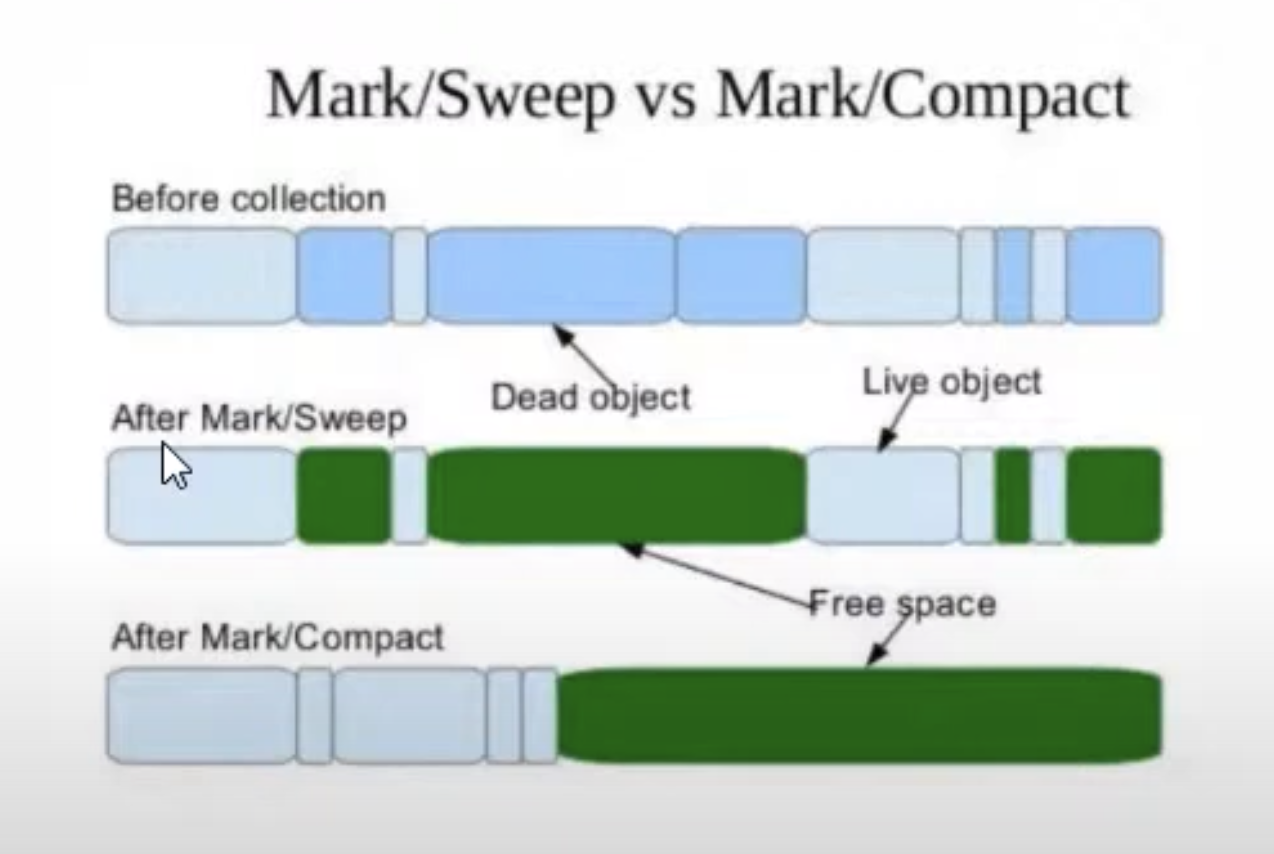 Mark/Sweep vs Mark/Compact
Before collection
Dead object
Live object
After Mark/Sweep
Free space
After Mark/Compact